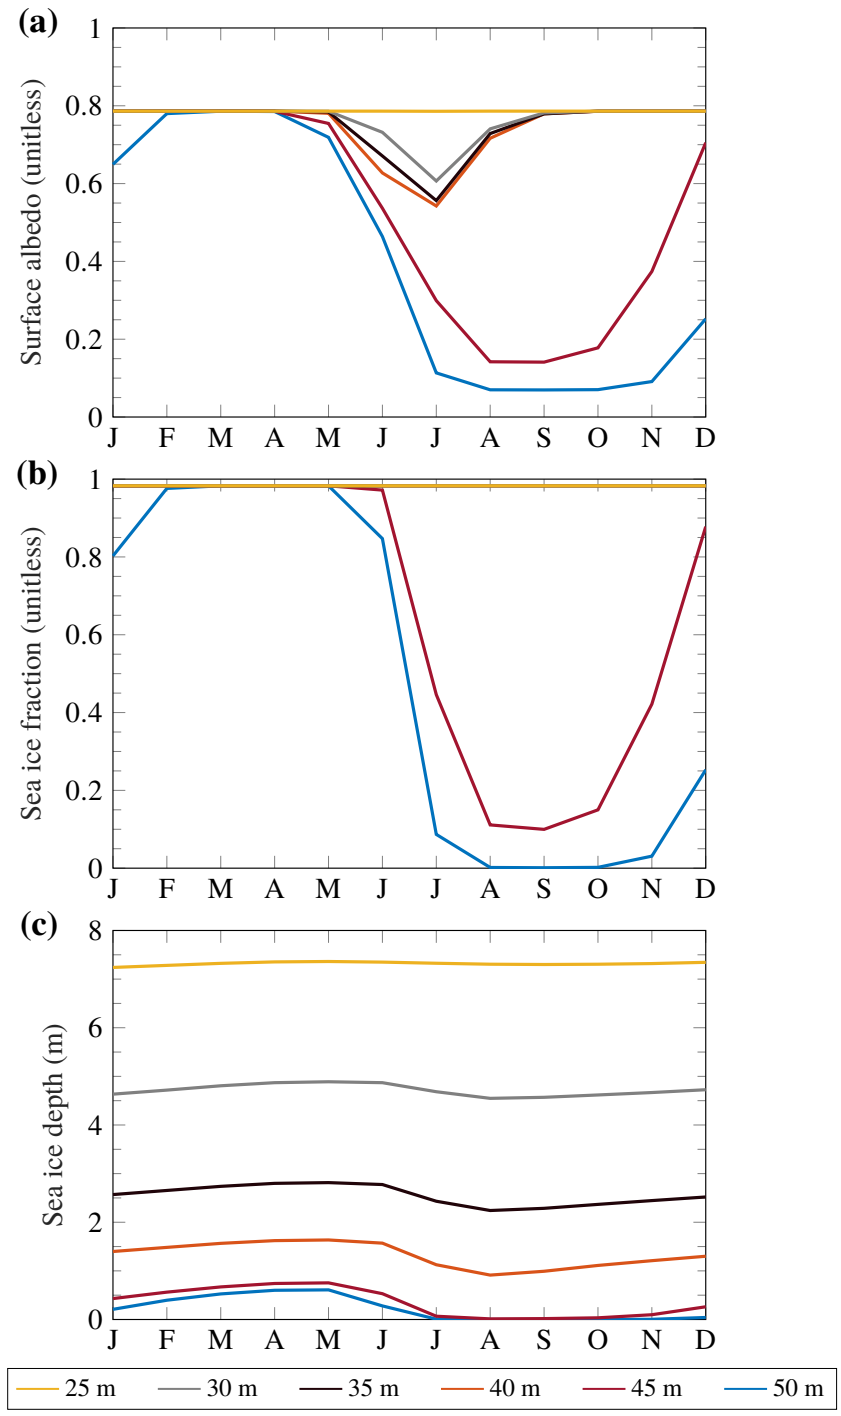 (a)
Surface albedo (unitless)
1
0.8
0.6
0.4
0.2
0
J F M A M J J A S O N D
(b)
Sea ice fraction (unitless)
1
0.8
0.6
0.4
0.2
0
J F M A M J J A S O N D
(c)
Sea ice depth (m)
8
6
4
2
0
J F M A M J J A S O N D
25 m 30 m 35 m 40 m 45 m 50 m